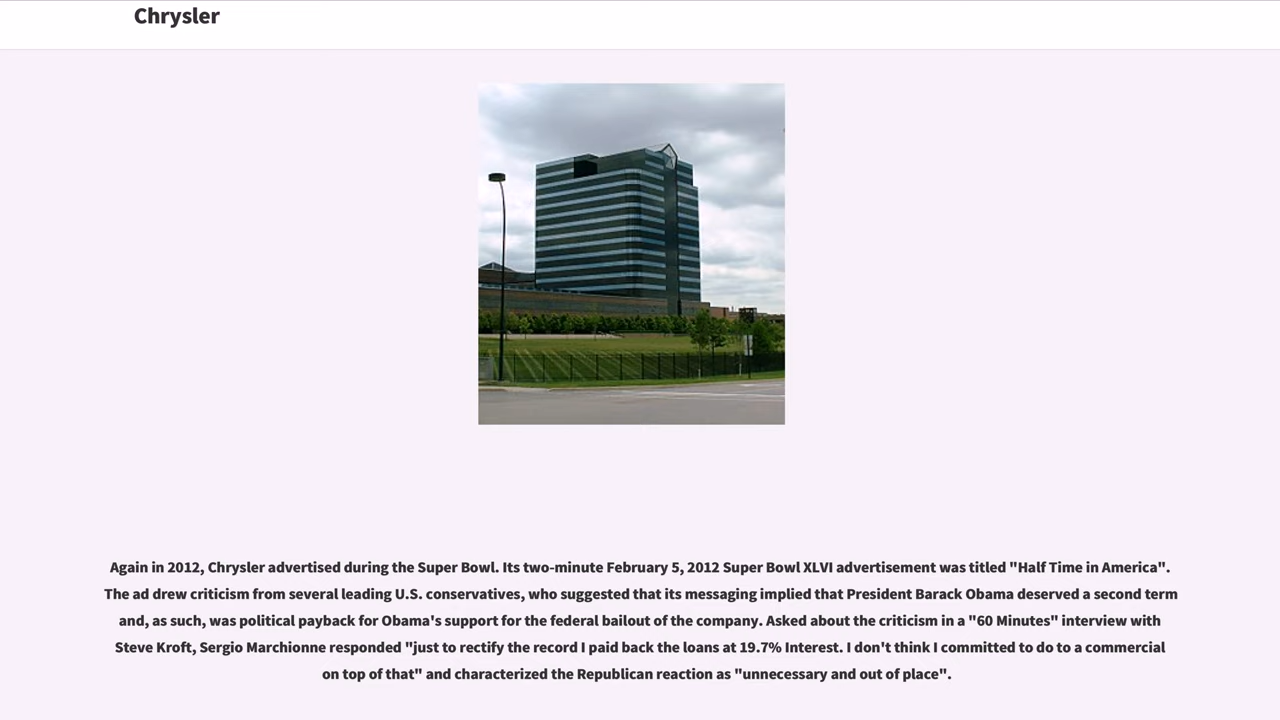 Chrysler
Again in 2012, Chrysler advertised during the Super Bowl. Its two-minute February 5, 2012 Super Bowl XLVI advertisement was titled "Half Time in America".
The ad drew criticism from several leading U.S. conservatives, who suggested that its messaging implied that President Barack Obama deserved a second term
and, as such, was political payback for Obama's support for the federal bailout of the company. Asked about the criticism in a "60 Minutes" interview with
Steve Kroft, Sergio Marchionne responded "just to rectify the record I paid back the loans at 19.7% Interest. I don't think I committed to do to a commercial
on top of that" and characterized the Republican reaction as "unnecessary and out of place".